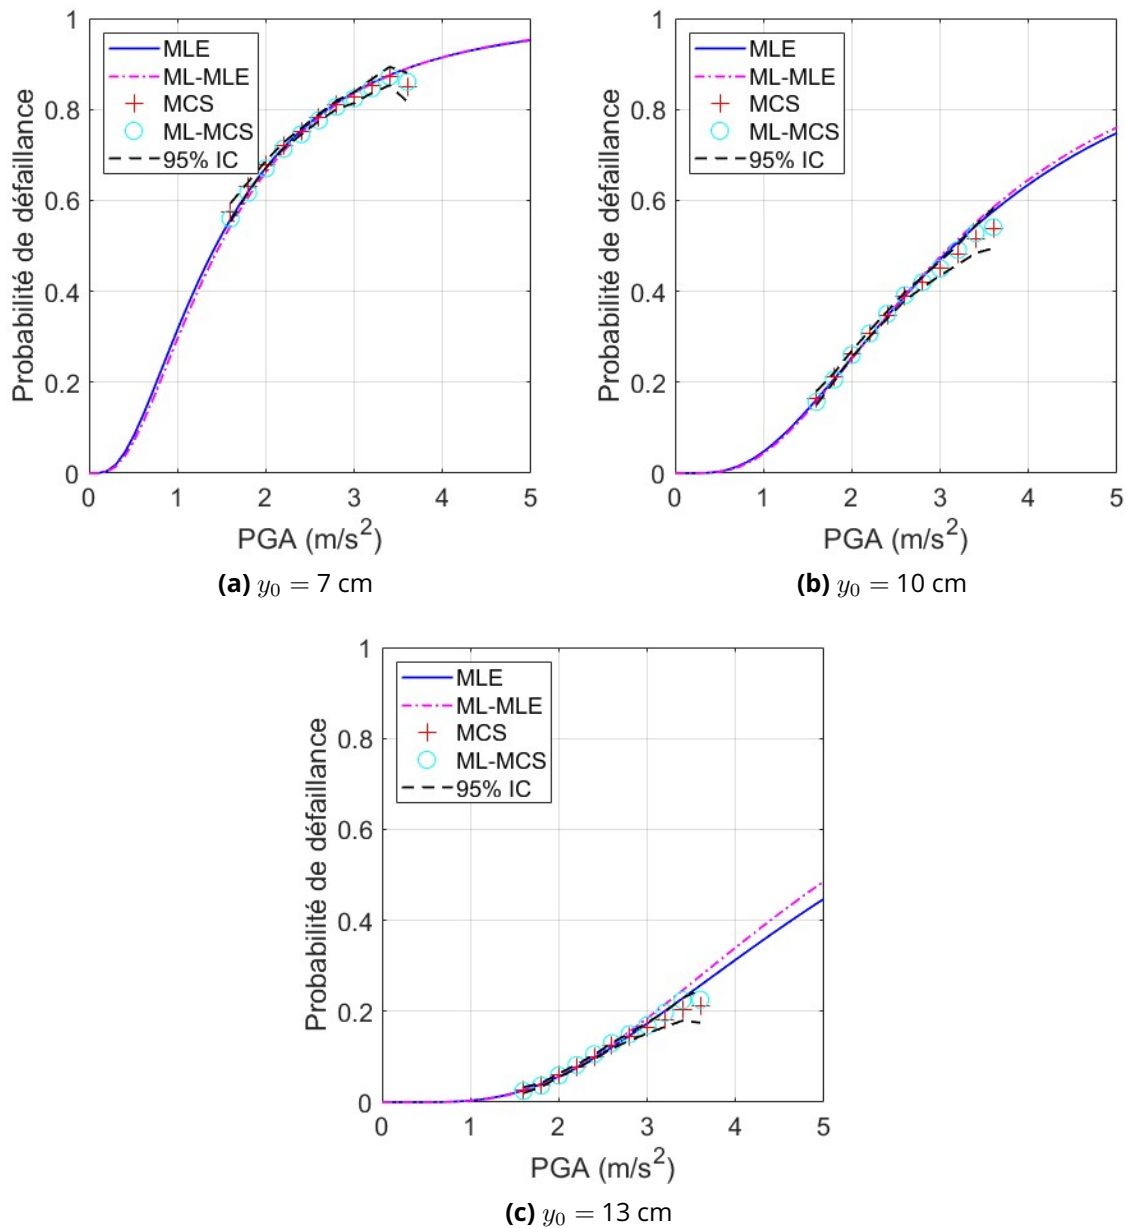 1
0.8
0.6
0.4
0.2
0
Probabilité de défaillance
MLE
ML-MLE
MCS
ML-MCS
95% IC
0 1 2 3 4 5
PGA (m/s²)
(a) y₀ = 7 cm
1
0.8
0.6
0.4
0.2
0
Probabilité de défaillance
MLE
ML-MLE
MCS
ML-MCS
95% IC
0 1 2 3 4 5
PGA (m/s²)
(b) y₀ = 10 cm
1
0.8
0.6
0.4
0.2
0
Probabilité de défaillance
MLE
ML-MLE
MCS
ML-MCS
95% IC
0 1 2 3 4 5
PGA (m/s²)
(c) y₀ = 13 cm